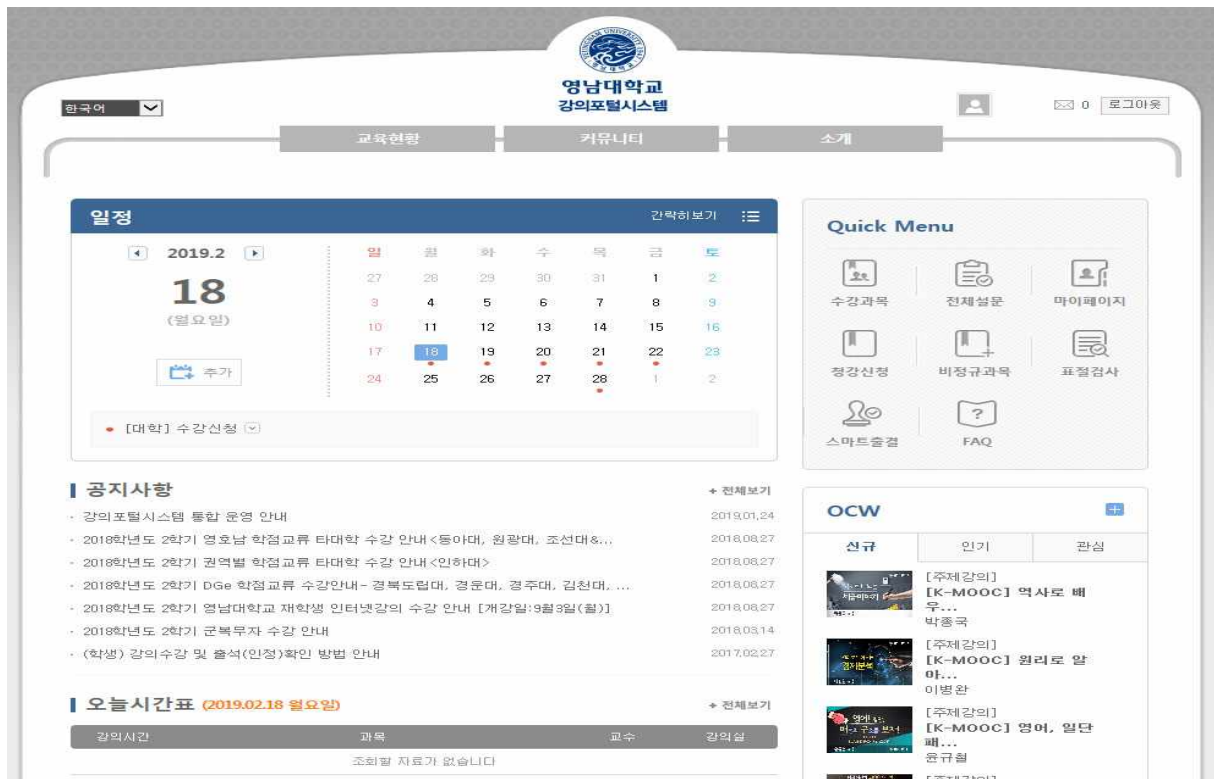 YEUNGNAM UNIVERSITY
영남대학교
강의포털시스템
한국어
0 로그아웃
교육현황 커뮤니티 소개
일정 간략히보기
2019.2
18
(월요일)
추가
일 월 화 수 목 금 토
27 28 29 30 31 1 2
3 4 5 6 7 8 9
10 11 12 13 14 15 16
17 18 19 20 21 22 23
24 25 26 27 28 1 2
• [대학] 수강신청
Quick Menu
수강과목 전체설문 마이페이지
청강신청 비정규과목 표절검사
스마트출결 FAQ
공지사항 + 전체보기
· 강의포털시스템 통합 운영 안내 2019.01.24
· 2018학년도 2학기 영호남 학점교류 타대학 수강 안내<동아대, 원광대, 조선대&... 2018.08.27
· 2018학년도 2학기 권역별 학점교류 타대학 수강 안내<인하대> 2018.08.27
· 2018학년도 2학기 DGe 학점교류 수강안내- 경북도립대, 경운대, 경주대, 김천대, ... 2018.08.27
· 2018학년도 2학기 영남대학교 재학생 인터넷강의 수강 안내 [개강일:9월3일(월)] 2018.08.27
· 2018학년도 2학기 군복무자 수강 안내 2018.03.14
· (학생) 온라인강의 출석(진도)확인 방법 안내 2017.02.27
오늘시간표 (2019.02.18 월요일) + 전체보기
강의시간 과목 교수 강의실
조회할 자료가 없습니다
OCW
신규 인기 관심
[주제강의]
[K-MOOC] 역사로 배
우...
박종국
[주제강의]
[K-MOOC] 원리로 알
아...
이병완
[주제강의]
[K-MOOC] 영어, 일단
패...
윤규철
[주제강의]